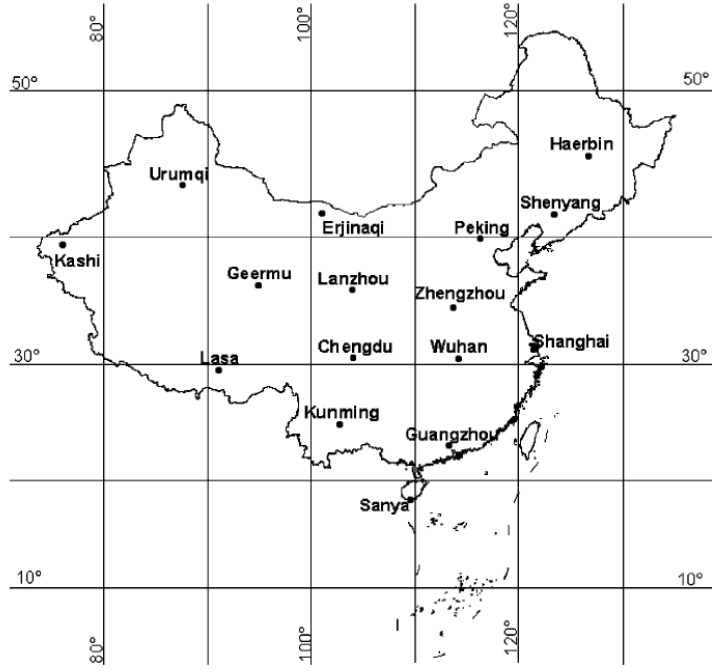 80°
100°
120°
50°
50°
Haerbin
Urumqi
Shenyang
Erjinaqi
Peking
Kashi
Geermu
Lanzhou
Zhengzhou
Shanghai
Lasa
Chengdu
Wuhan
30°
30°
Kunming
Guangzhou
Sanya
10°
10°
80°
100°
120°